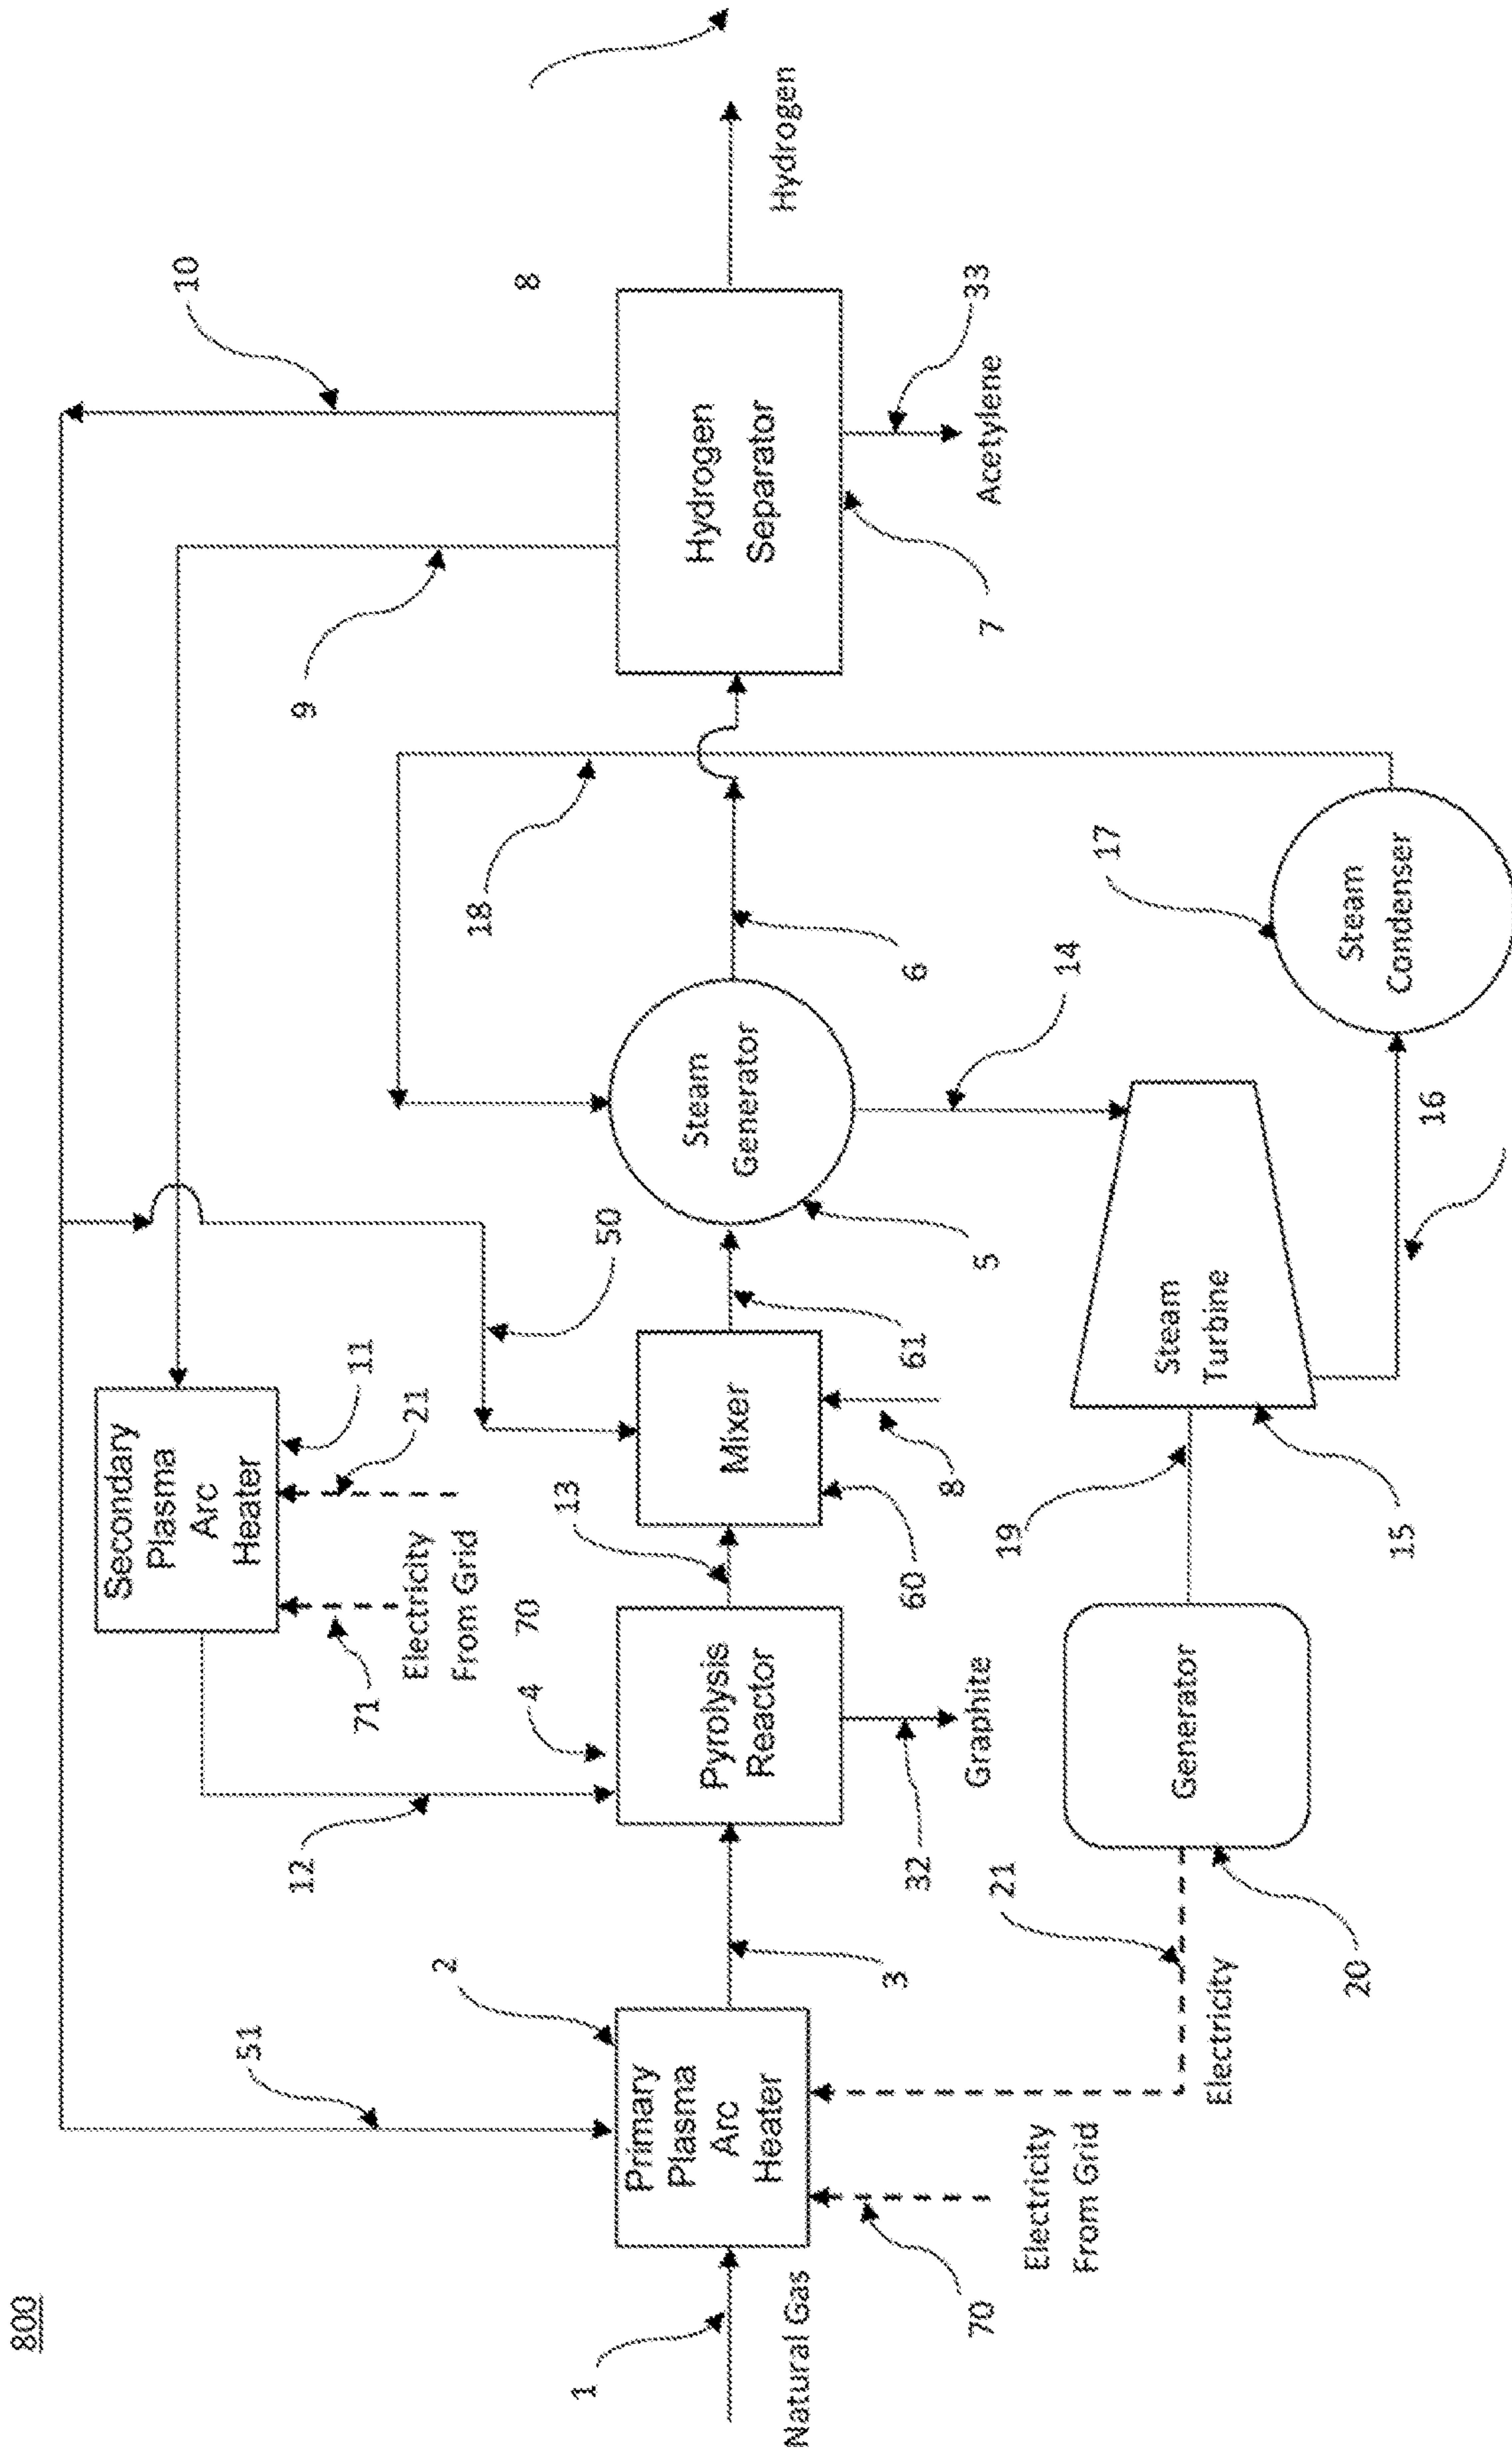 800
51
10
Secondary
Plasma
Arc
Heater
11
71
21
Electricity
From Grid
9
12
2
4
70
13
50
18
8
1
Natural Gas
Primary
Plasma
Arc
Heater
3
Pyrolysis
Reactor
Mixer
61
Steam
Generator
6
Hydrogen
Separator
Hydrogen
32
Graphite
60
8
5
14
7
33
Acetylene
70
Electricity
From Grid
21
Electricity
Generator
20
19
Steam
Turbine
15
16
17
Steam
Condenser